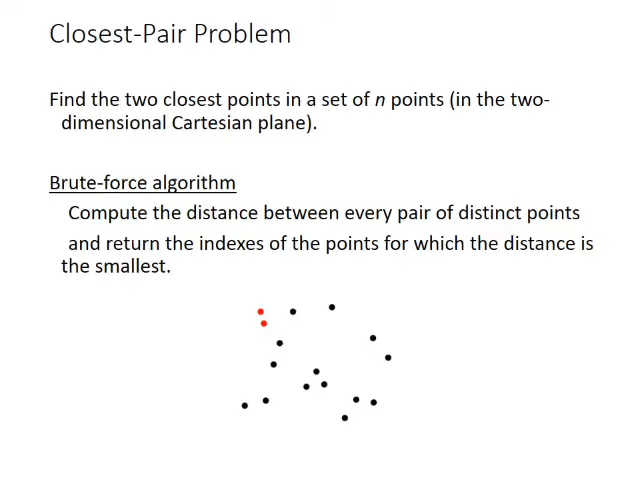 Closest-Pair Problem
Find the two closest points in a set of n points (in the two-
dimensional Cartesian plane).
Brute-force algorithm
Compute the distance between every pair of distinct points
and return the indexes of the points for which the distance is
the smallest.